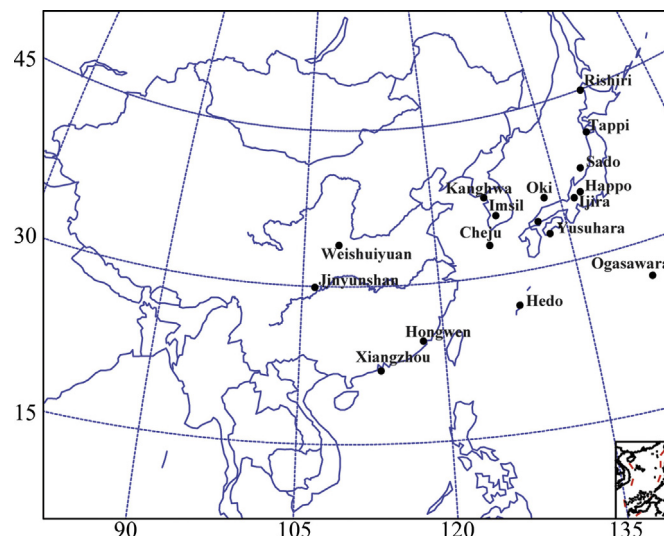 45
Rishiri
Tappi
Sado
Kanghwa
Oki
Happo
Imsil
Ijira
30
Cheju
Yusuhara
Weishuiyuan
Ogasawara
Jinyunshan
Hedo
Hongwen
Xiangzhou
15
90
105
120
135